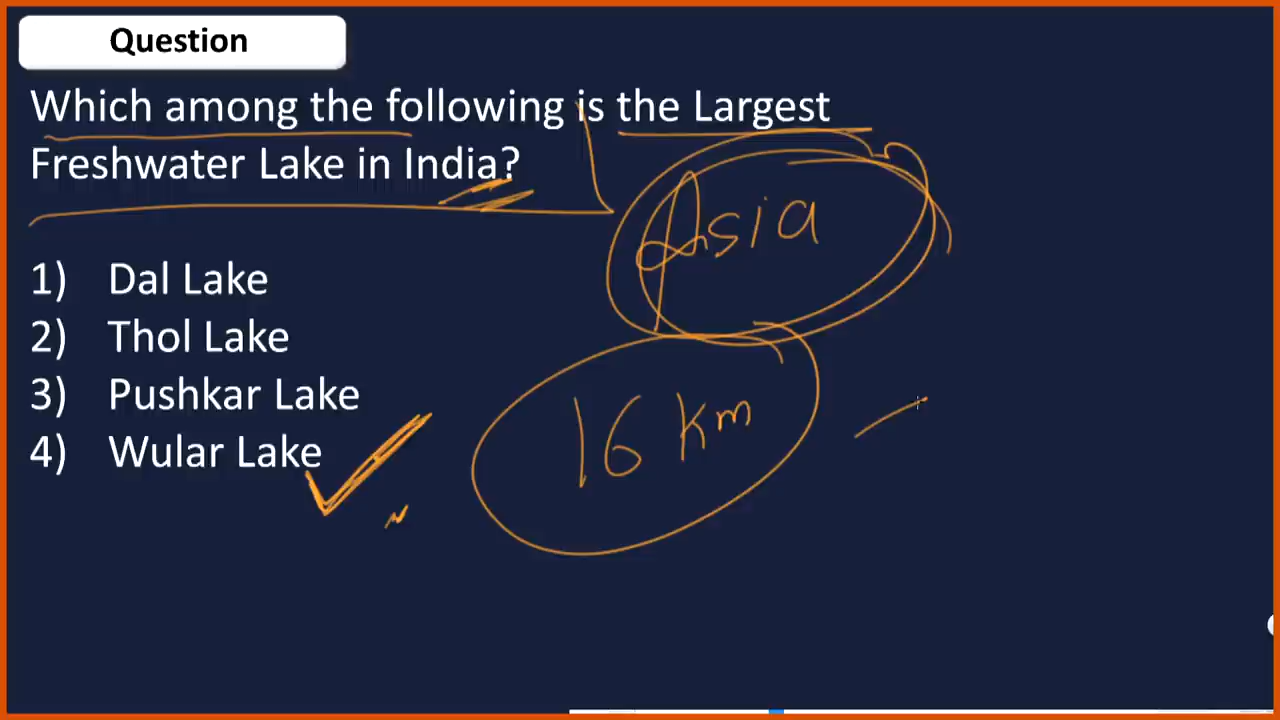 Question
Which among the following is the Largest
Freshwater Lake in India?
Asia
1) Dal Lake
2) Thol Lake
3) Pushkar Lake
16 km
4) Wular Lake